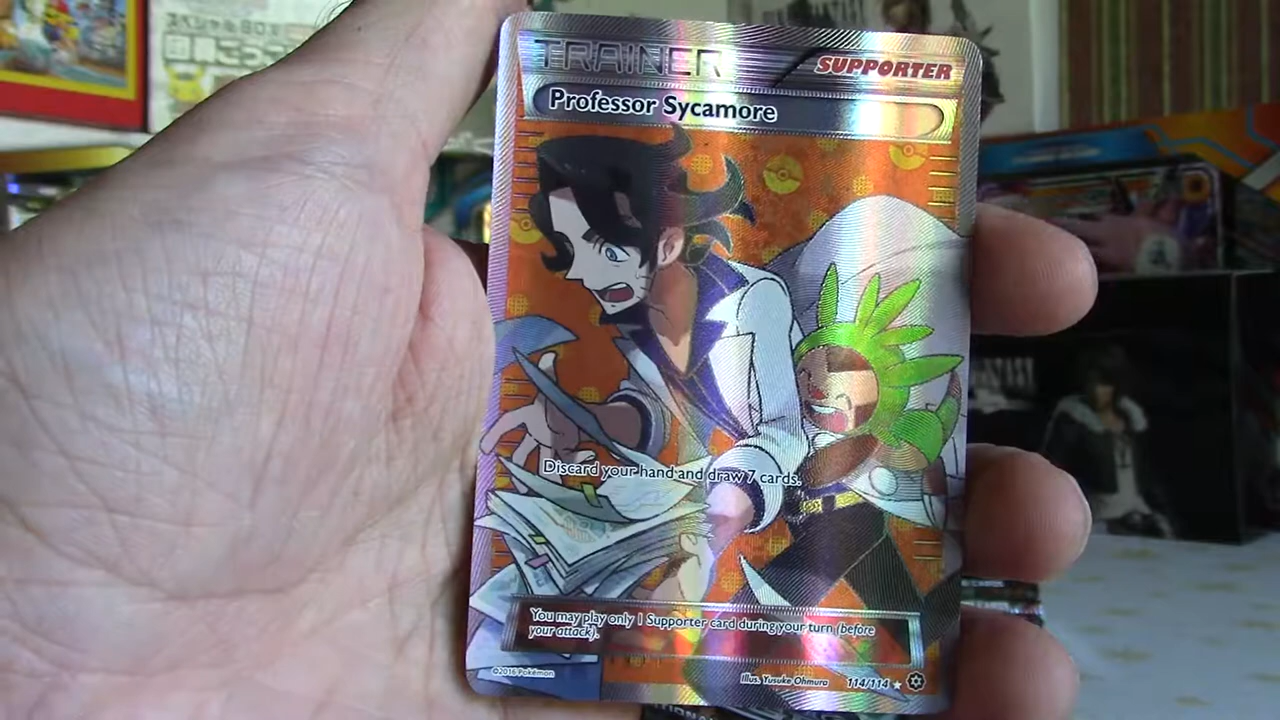 TRAINER
SUPPORTER
Professor Sycamore
Discard your hand and draw 7 cards.
You may play only 1 Supporter card during your turn (before
your attack).
©2016 Pokémon
Illus. Yusuke Ohmura
114/114